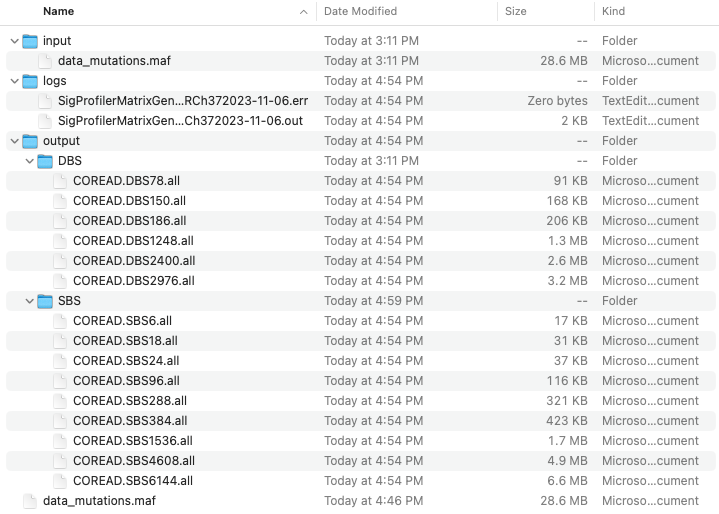 Name Date Modified Size Kind
input Today at 3:11 PM -- Folder
data_mutations.maf Today at 3:11 PM 28.6 MB Microso...cument
logs Today at 4:54 PM -- Folder
SigProfilerMatrixGen...RCh372023-11-06.err Today at 4:54 PM Zero bytes TextEdit...cument
SigProfilerMatrixGen...Ch372023-11-06.out Today at 4:54 PM 2 KB TextEdit...cument
output Today at 4:54 PM -- Folder
DBS Today at 3:11 PM -- Folder
COREAD.DBS78.all Today at 4:54 PM 91 KB Microso...cument
COREAD.DBS150.all Today at 4:54 PM 168 KB Microso...cument
COREAD.DBS186.all Today at 4:54 PM 206 KB Microso...cument
COREAD.DBS1248.all Today at 4:54 PM 1.3 MB Microso...cument
COREAD.DBS2400.all Today at 4:54 PM 2.6 MB Microso...cument
COREAD.DBS2976.all Today at 4:54 PM 3.2 MB Microso...cument
SBS Today at 4:59 PM -- Folder
COREAD.SBS6.all Today at 4:54 PM 17 KB Microso...cument
COREAD.SBS18.all Today at 4:54 PM 31 KB Microso...cument
COREAD.SBS24.all Today at 4:54 PM 37 KB Microso...cument
COREAD.SBS96.all Today at 4:54 PM 116 KB Microso...cument
COREAD.SBS288.all Today at 4:54 PM 321 KB Microso...cument
COREAD.SBS384.all Today at 4:54 PM 423 KB Microso...cument
COREAD.SBS1536.all Today at 4:54 PM 1.7 MB Microso...cument
COREAD.SBS4608.all Today at 4:54 PM 4.9 MB Microso...cument
COREAD.SBS6144.all Today at 4:54 PM 6.6 MB Microso...cument
data_mutations.maf Today at 4:46 PM 28.6 MB Microso...cument